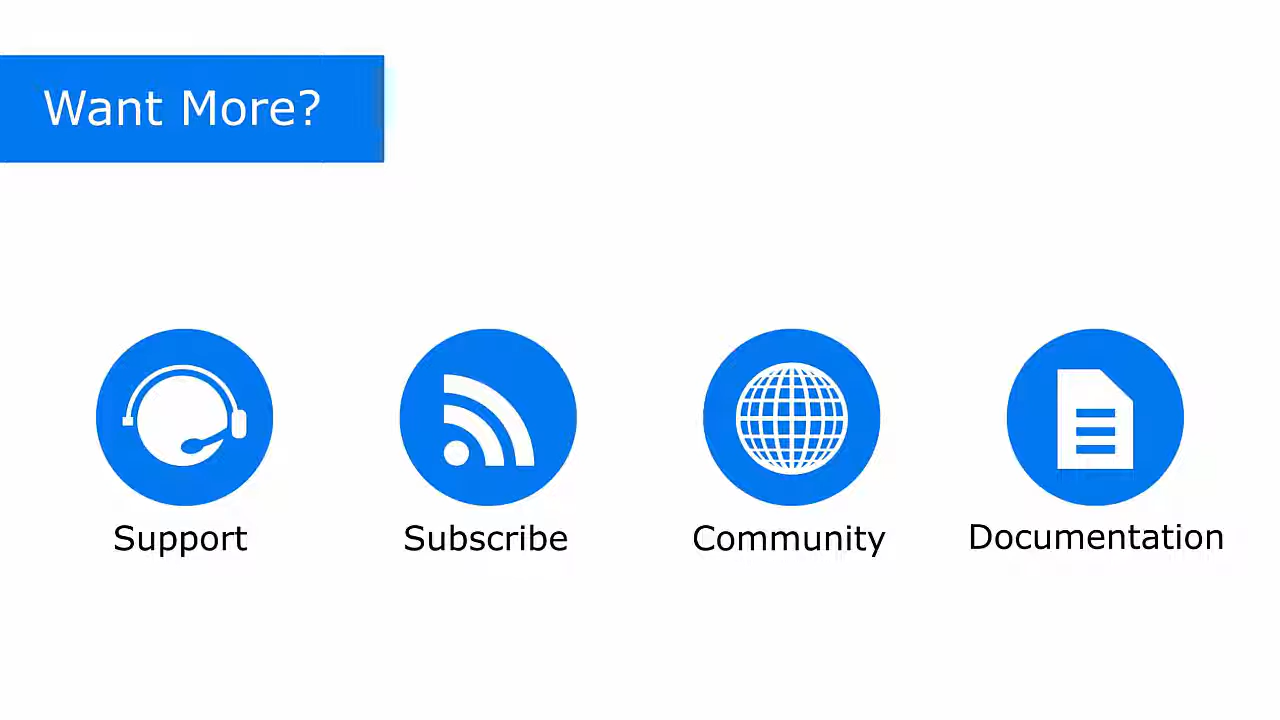 Want More?
Support
Subscribe
Community
Documentation